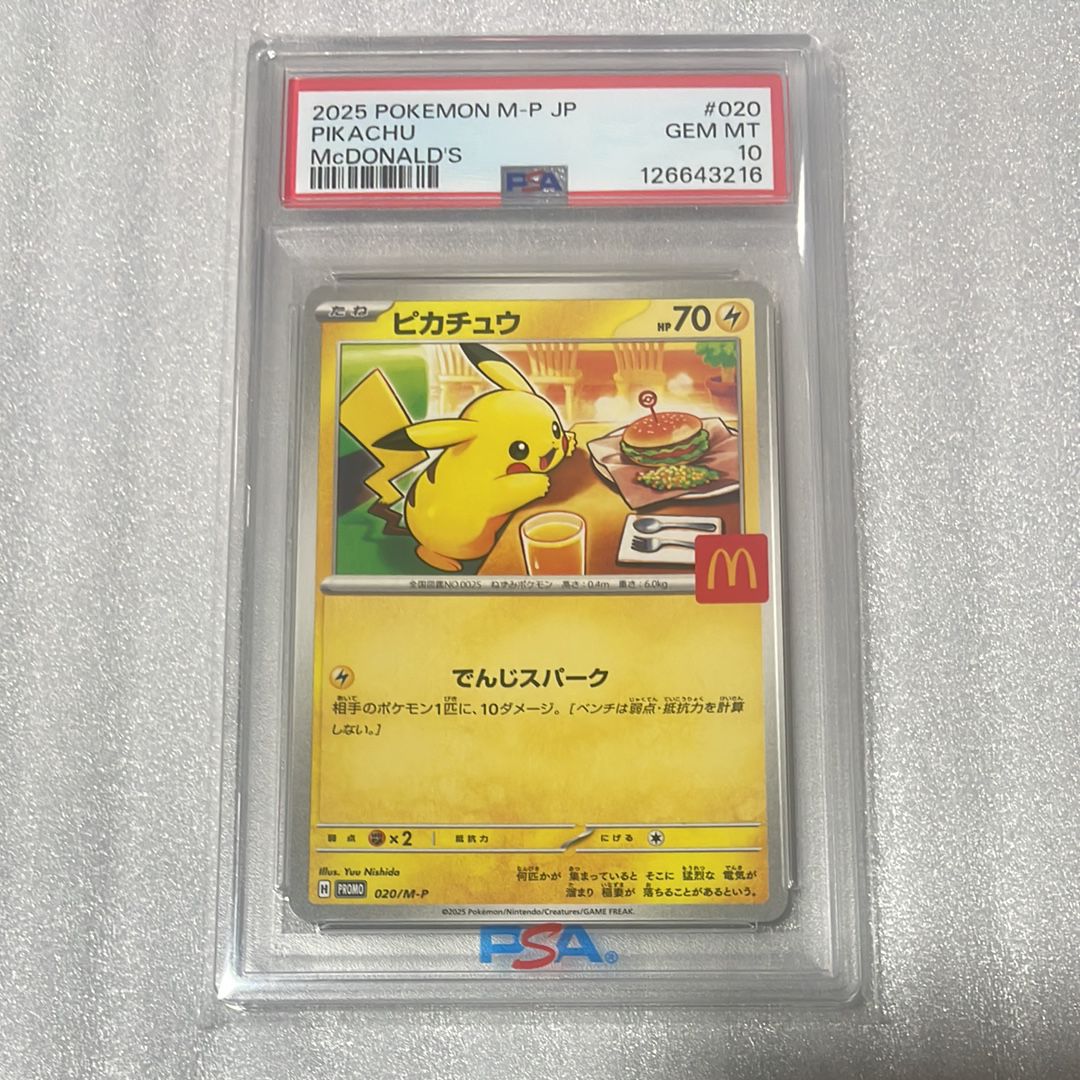 2025 POKEMON M-P JP #020
PIKACHU GEM MT
McDONALD'S 10
PSA 126643216
たね ピカチュウ HP70
全国図鑑NO.0025 ねずみポケモン 高さ:0.4m 重さ:6.0kg
でんじスパーク
相手のポケモン1匹に、10ダメージ。[ベンチは弱点・抵抗力を計算
しない。]
弱点 ×2 抵抗力 にげる
Illus. Yuu Nishida
何匹かが 集まっていると そこに 猛烈な 電気が
溜まり 稲妻が 落ちることがあるという。
H PROMO 020/M-P
©2025 Pokémon/Nintendo/Creatures/GAME FREAK.
PSA®